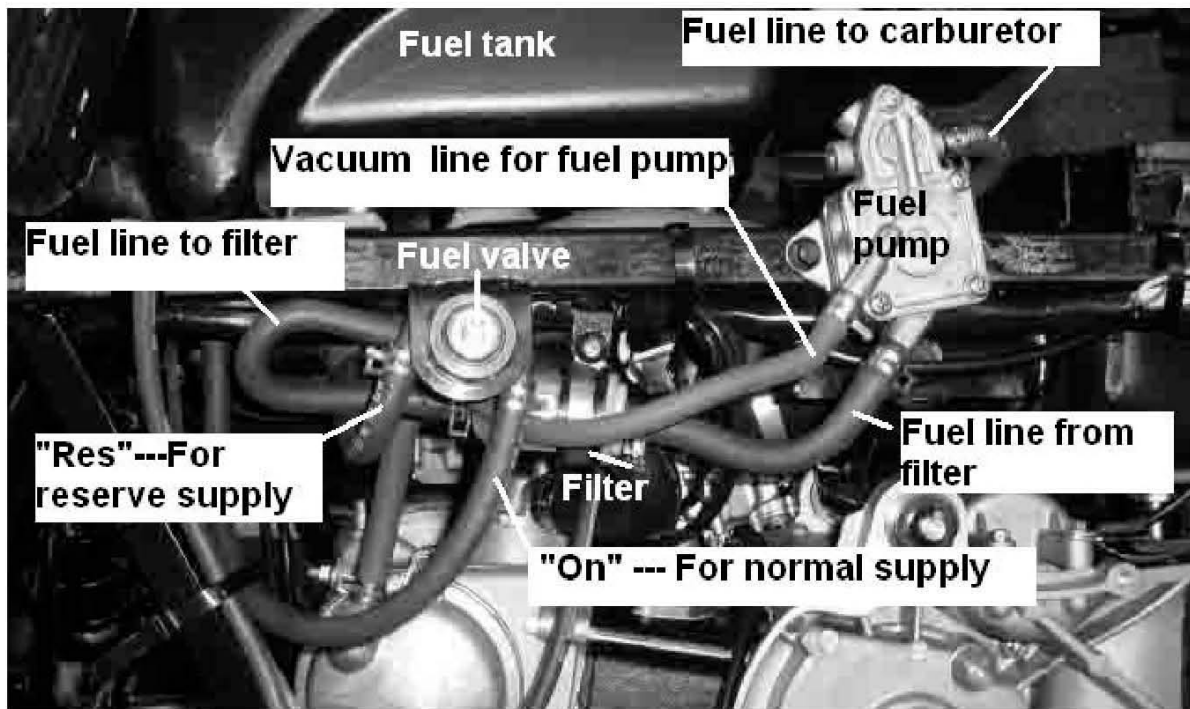 Fuel tank
Fuel line to carburetor
Vacuum line for fuel pump
Fuel
pump
Fuel line to filter
Fuel valve
"Res"---For
reserve supply
Filter
Fuel line from
filter
"On" --- For normal supply